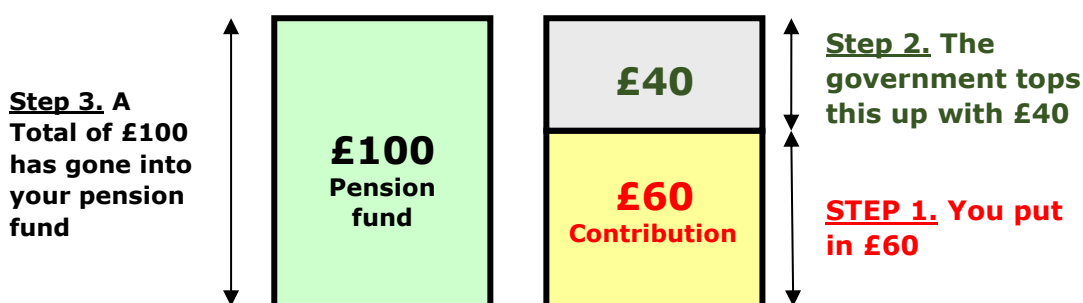 Step 3. A
Total of £100
has gone into
your pension
fund
£100
Pension
fund
£40
£60
Contribution
Step 2. The
government tops
this up with £40
STEP 1. You put
in £60